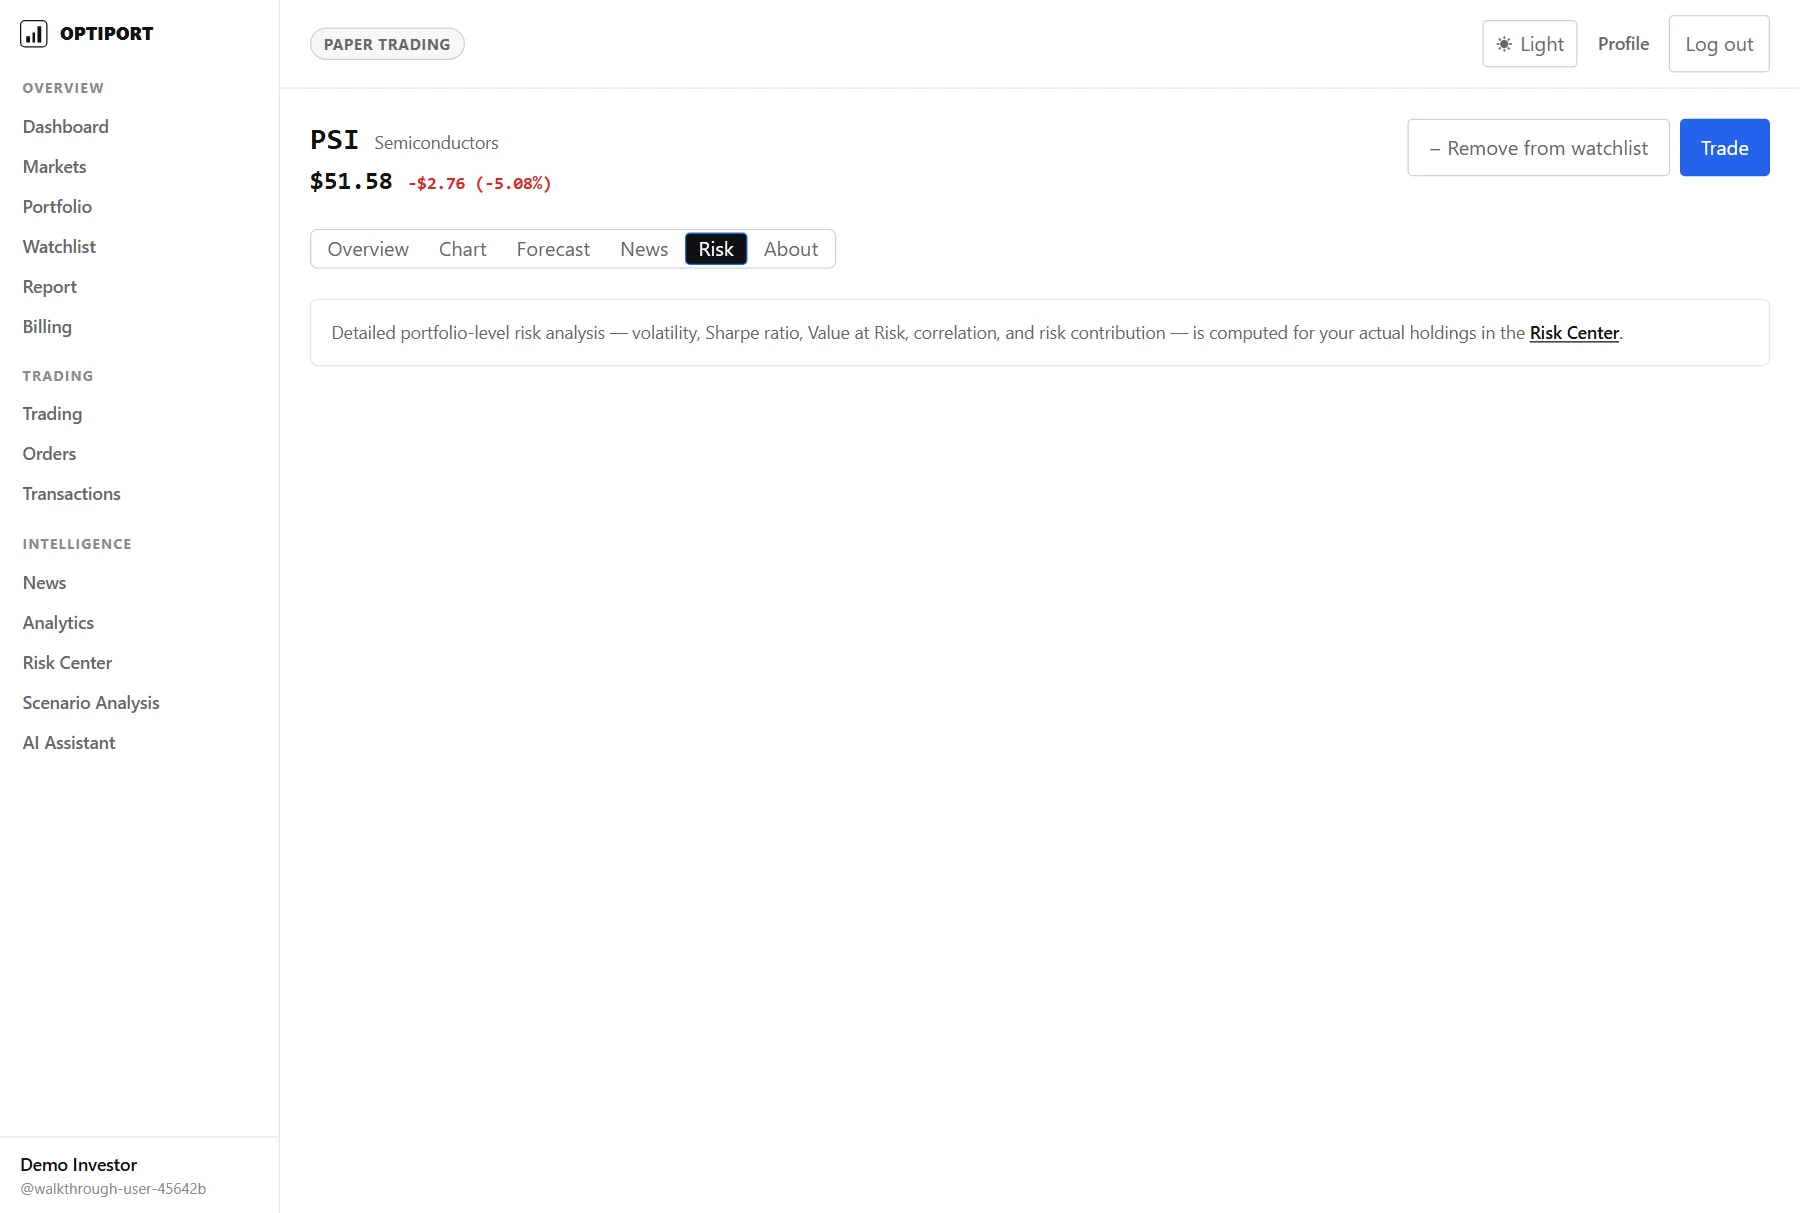 OPTIPORT
OVERVIEW
Dashboard
Markets
Portfolio
Watchlist
Report
Billing
TRADING
Trading
Orders
Transactions
INTELLIGENCE
News
Analytics
Risk Center
Scenario Analysis
AI Assistant
Demo Investor
@walkthrough-user-45642b
PAPER TRADING
☀ Light
Profile
Log out
PSI Semiconductors
$51.58 -$2.76 (-5.08%)
– Remove from watchlist
Trade
Overview Chart Forecast News Risk About
Detailed portfolio-level risk analysis — volatility, Sharpe ratio, Value at Risk, correlation, and risk contribution — is computed for your actual holdings in the Risk Center.